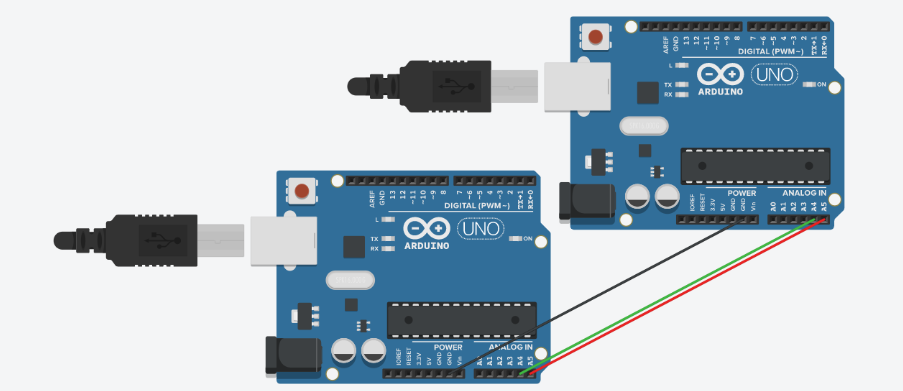 AREF
GND
13
12
~11
~10
~9
8
7
~6
~5
4
~3
2
TX→1
RX←0
DIGITAL (PWM~)
L
TX
RX
ARDUINO
UNO
ON
POWER
ANALOG IN
IOREF
RESET
3.3V
5V
GND
GND
Vin
A0
A1
A2
A3
A4
A5
AREF
GND
13
12
~11
~10
~9
8
7
~6
~5
4
~3
2
TX→1
RX←0
DIGITAL (PWM~)
L
TX
RX
ARDUINO
UNO
ON
POWER
ANALOG IN
IOREF
RESET
3.3V
5V
GND
GND
Vin
A1
A2
A3
A4
A5